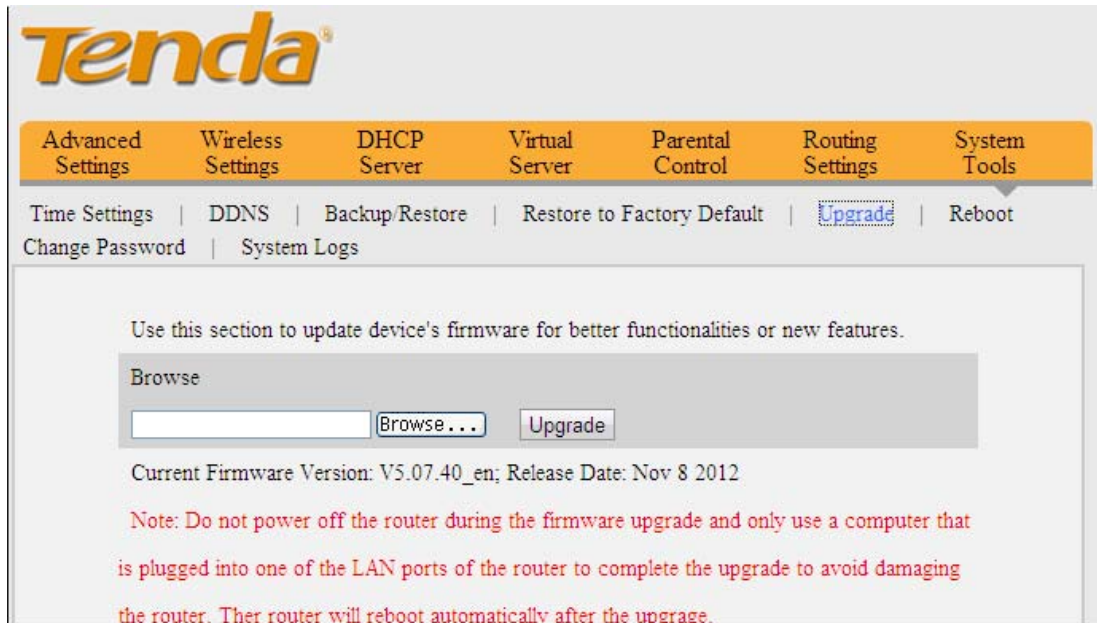 Tenda®
Advanced Settings
Wireless Settings
DHCP Server
Virtual Server
Parental Control
Routing Settings
System Tools
Time Settings | DDNS | Backup/Restore | Restore to Factory Default | Upgrade | Reboot
Change Password | System Logs
Use this section to update device's firmware for better functionalities or new features.
Browse
Browse... Upgrade
Current Firmware Version: V5.07.40_en; Release Date: Nov 8 2012
Note: Do not power off the router during the firmware upgrade and only use a computer that
is plugged into one of the LAN ports of the router to complete the upgrade to avoid damaging
the router. Ther router will reboot automatically after the upgrage.